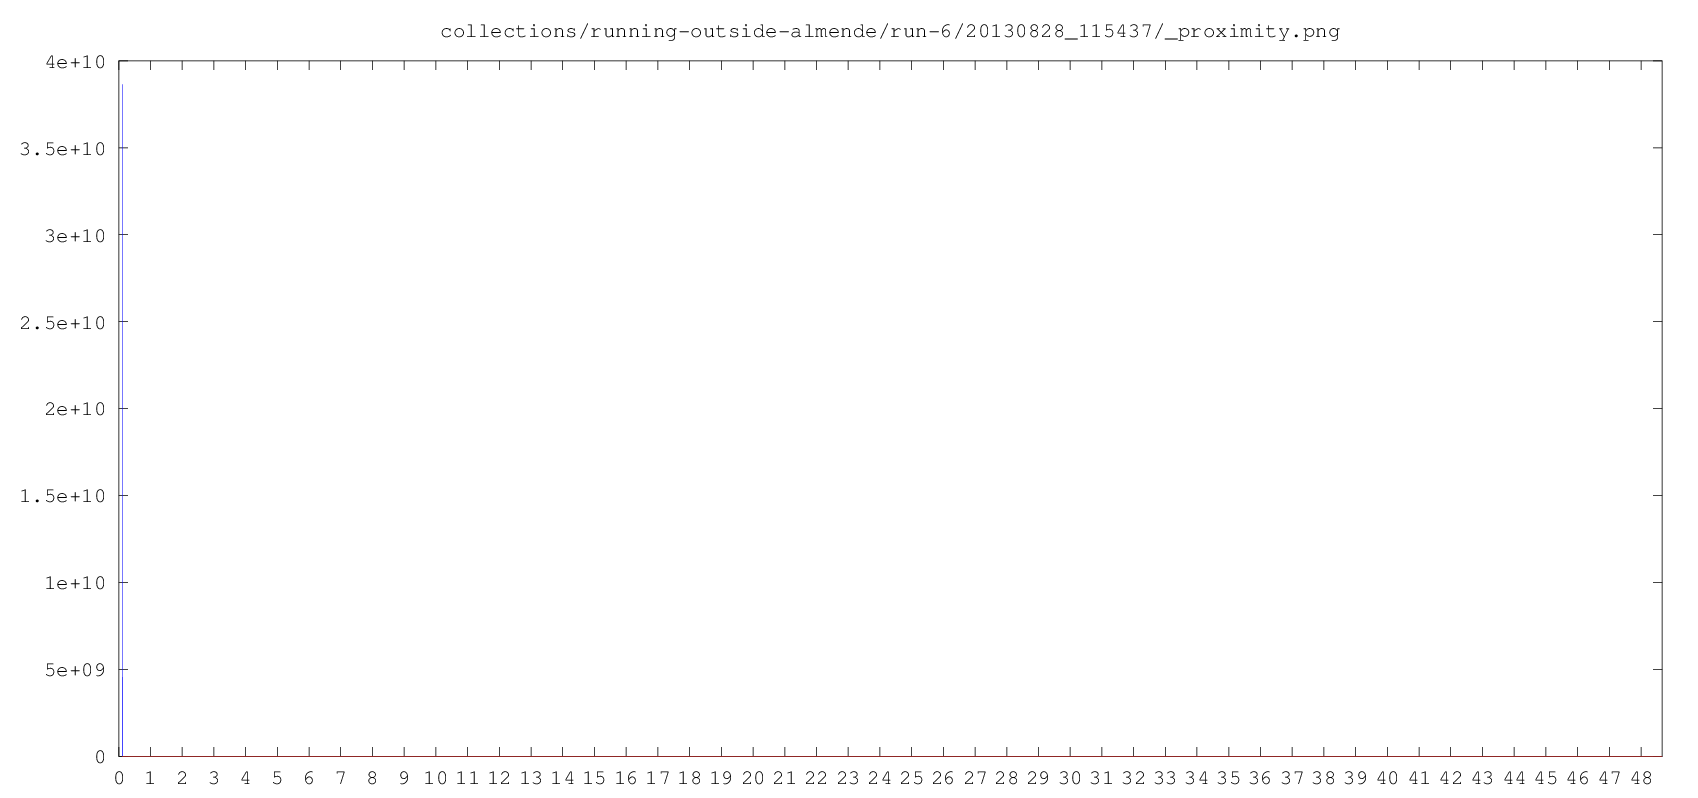 collections/running-outside-almende/run-6/20130828_115437/_proximity.png
4e+10
3.5e+10
3e+10
2.5e+10
2e+10
1.5e+10
1e+10
5e+09
0
0 1 2 3 4 5 6 7 8 9 10 11 12 13 14 15 16 17 18 19 20 21 22 23 24 25 26 27 28 29 30 31 32 33 34 35 36 37 38 39 40 41 42 43 44 45 46 47 48